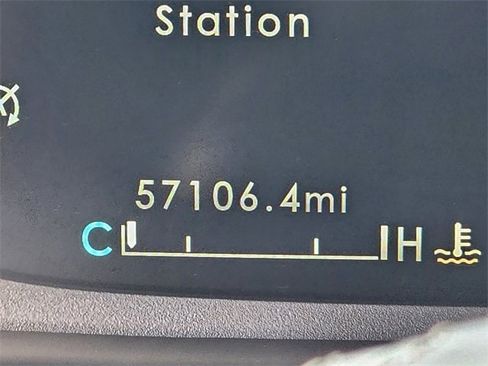 Station
57106.4mi
C H